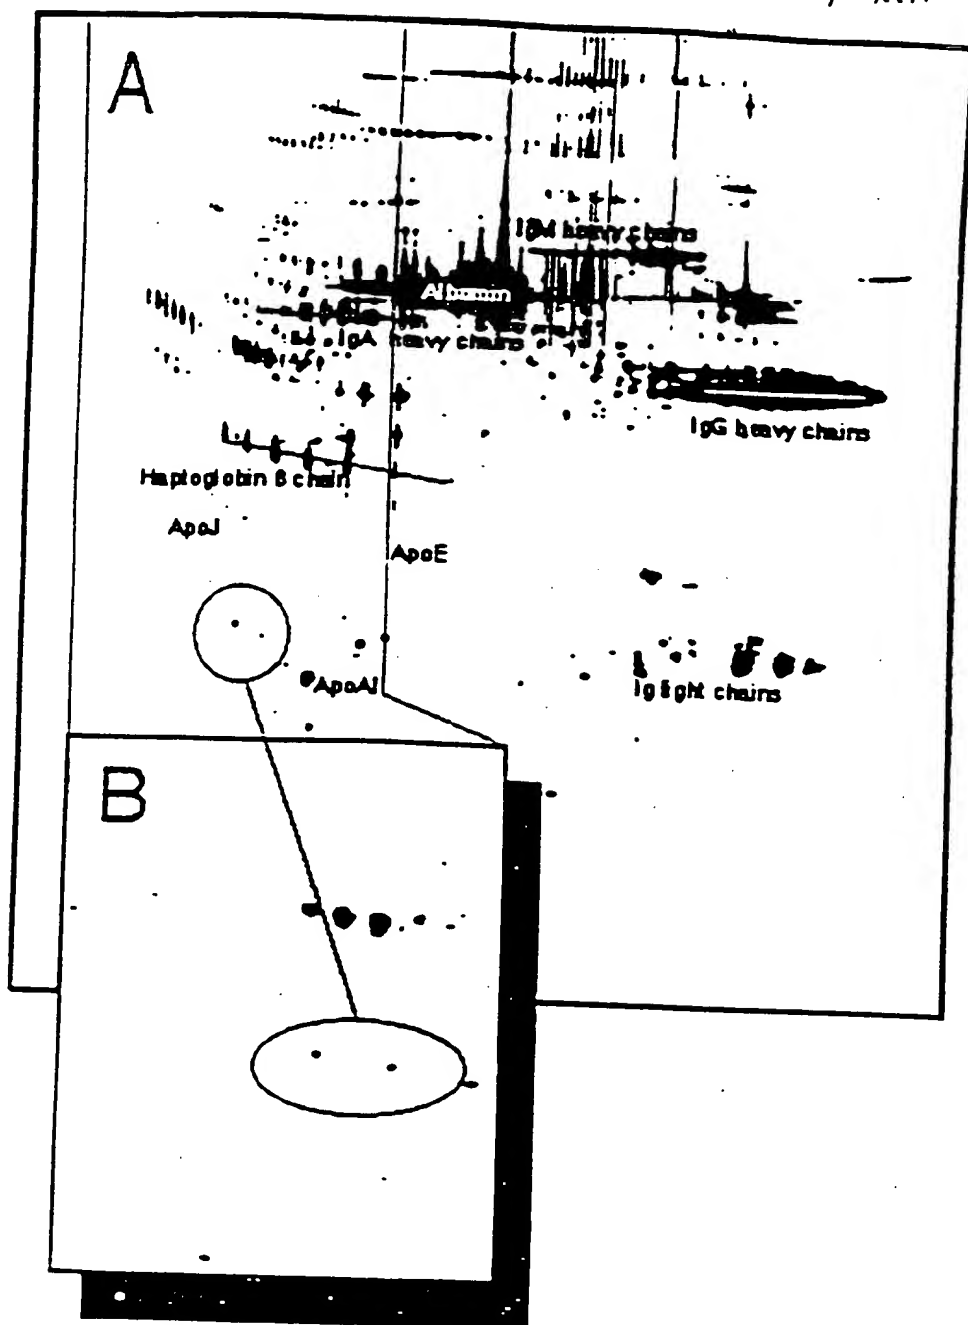 A
IgM heavy chains
Albumin
IgA heavy chains
IgG heavy chains
Haptoglobin β chain
ApoJ
ApoE
ApoAI
Ig light chains
B